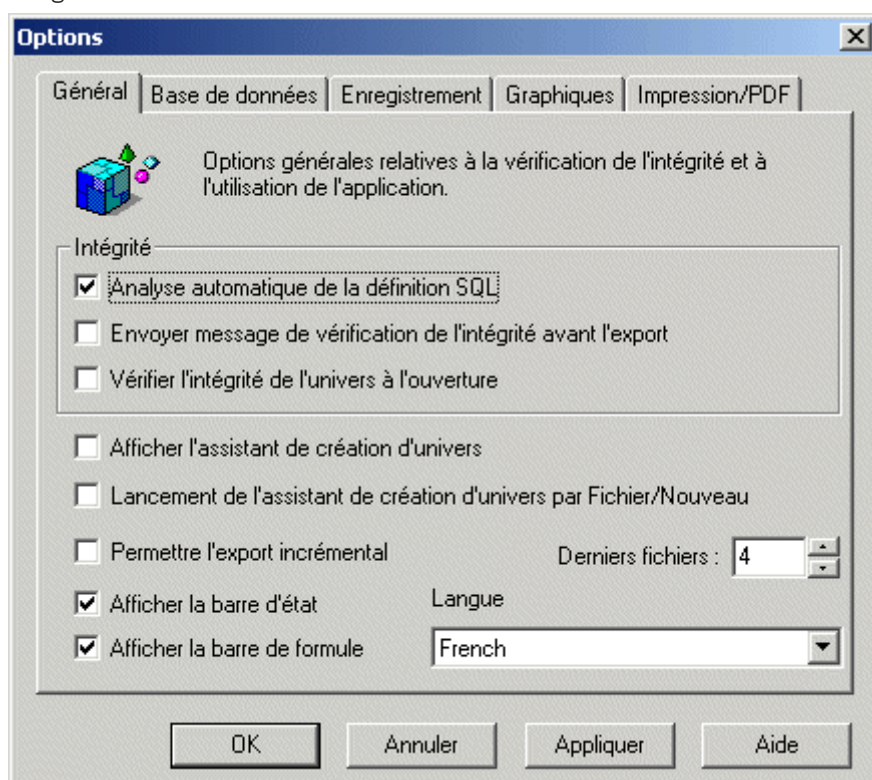 Options
Général
Base de données
Enregistrement
Graphiques
Impression/PDF
Options générales relatives à la vérification de l'intégrité et à
l'utilisation de l'application.
Intégrité
Analyse automatique de la définition SQL
Envoyer message de vérification de l'intégrité avant l'export
Vérifier l'intégrité de l'univers à l'ouverture
Afficher l'assistant de création d'univers
Lancement de l'assistant de création d'univers par Fichier/Nouveau
Permettre l'export incrémental
Derniers fichiers : 4
Afficher la barre d'état
Langue
Afficher la barre de formule
French
OK
Annuler
Appliquer
Aide